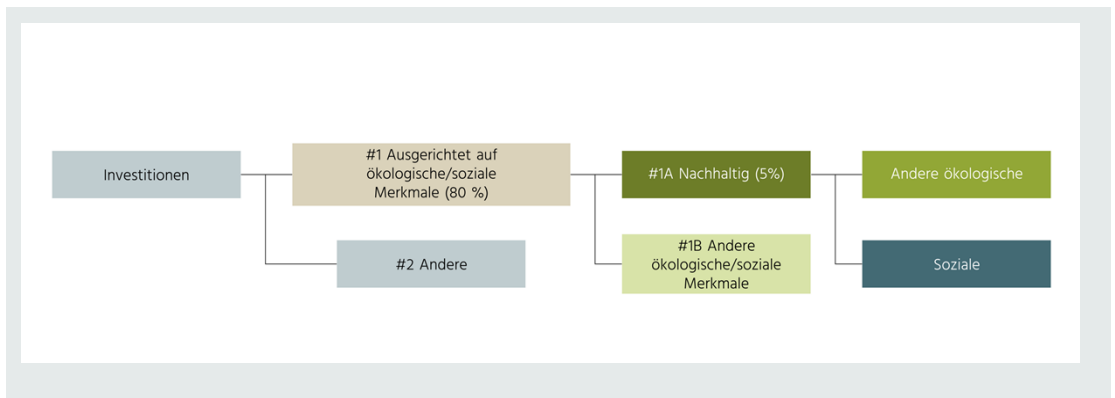 Investitionen
#1 Ausgerichtet auf
ökologische/soziale
Merkmale (80 %)
#1A Nachhaltig (5%)
Andere ökologische
#2 Andere
#1B Andere
ökologische/soziale
Merkmale
Soziale